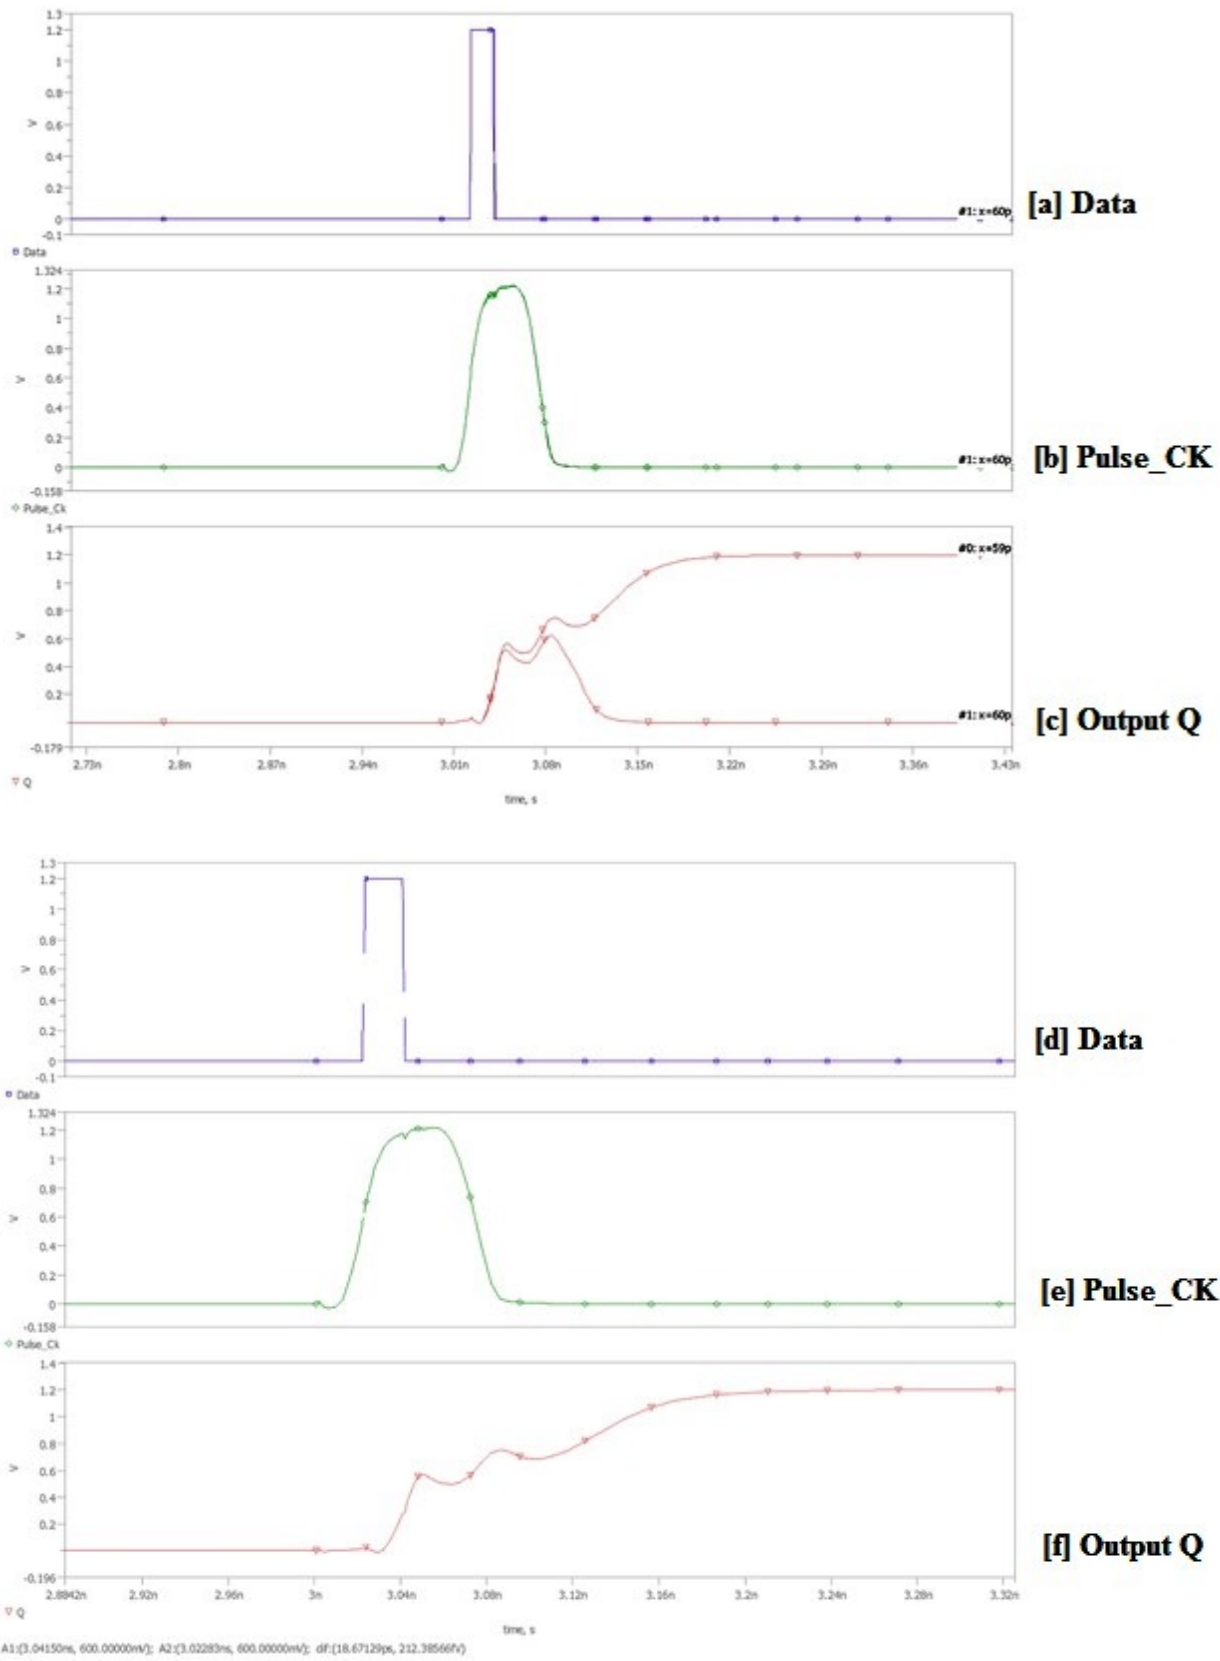 1.3
1.2
1
0.8
0.6
0.4
0.2
0
-0.1
V
#1: x=60p
[a] Data
Data
1.324
1.2
1
0.8
0.6
0.4
0.2
0
-0.158
V
#1: x=60p
[b] Pulse_CK
Pulse_Ck
1.4
1.2
1
0.8
0.6
0.4
0.2
-0.179
V
#0: x=59p
#1: x=60p
[c] Output Q
2.73n 2.8n 2.87n 2.94n 3.01n 3.08n 3.15n 3.22n 3.29n 3.36n 3.43n
Q
time, s
1.3
1.2
1
0.8
0.6
0.4
0.2
0
-0.1
V
[d] Data
Data
1.324
1.2
1
0.8
0.6
0.4
0.2
0
-0.158
V
[e] Pulse_CK
Pulse_Ck
1.4
1.2
1
0.8
0.6
0.4
0.2
-0.196
V
[f] Output Q
2.8842n 2.92n 2.96n 3n 3.04n 3.08n 3.12n 3.16n 3.2n 3.24n 3.28n 3.32n
Q
time, s
A1:(3.04150ns, 600.00000mV); A2:(3.02283ns, 600.00000mV); dif:(18.67129ps, 212.38566fV)